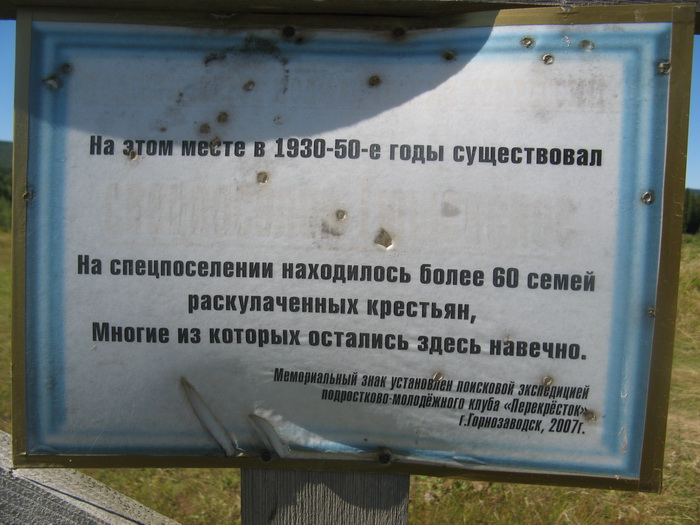 На этом месте в 1930-50-е годы существовал
На спецпоселении находилось более 60 семей
раскулаченных крестьян,
Многие из которых остались здесь навечно.
Мемориальный знак установлен поисковой экспедицией
подростково-молодёжного клуба «Перекрёсток»
г.Горнозаводск, 2007г.